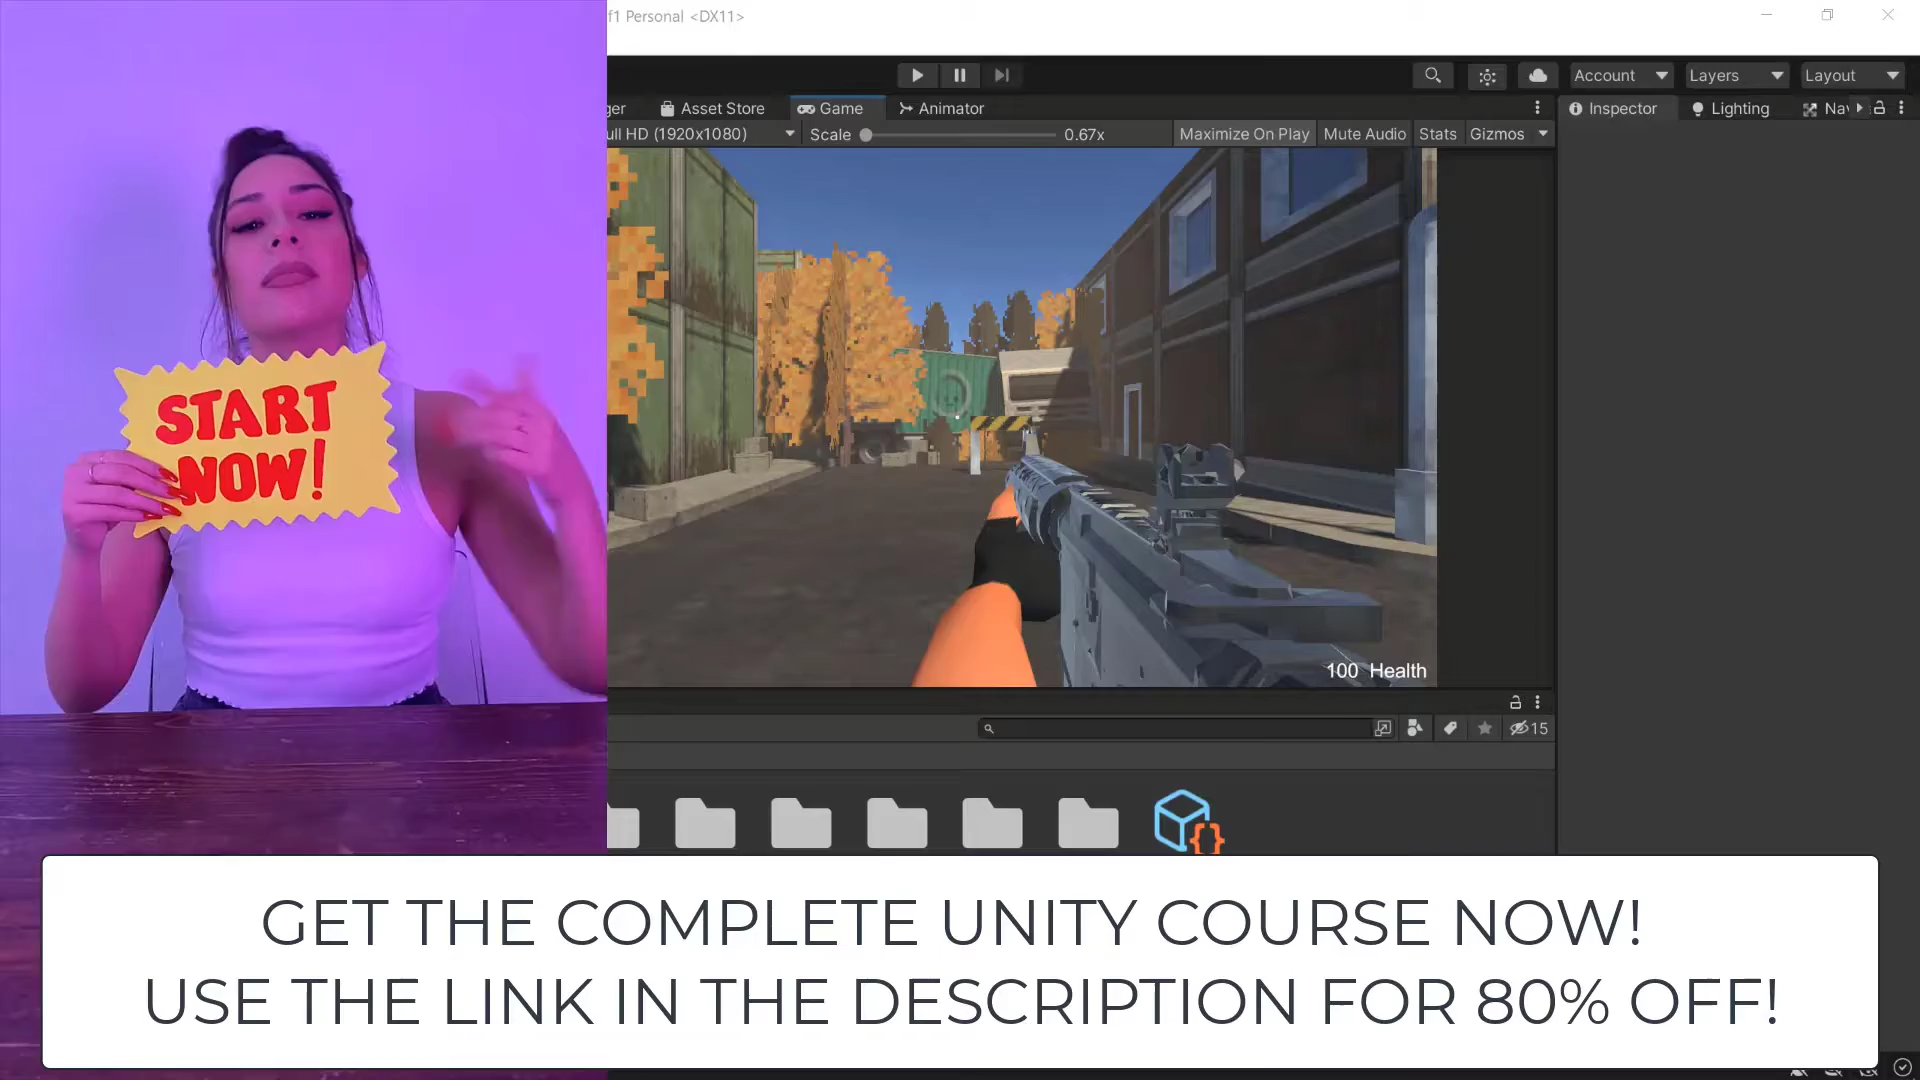 f1 Personal <DX11>
Account
Layers
Layout
ger
Asset Store
Game
Animator
Inspector
Lighting
Nav
ull HD (1920x1080)
Scale
0.67x
Maximize On Play
Mute Audio
Stats
Gizmos
START
NOW!
100 Health
15
GET THE COMPLETE UNITY COURSE NOW!
USE THE LINK IN THE DESCRIPTION FOR 80% OFF!